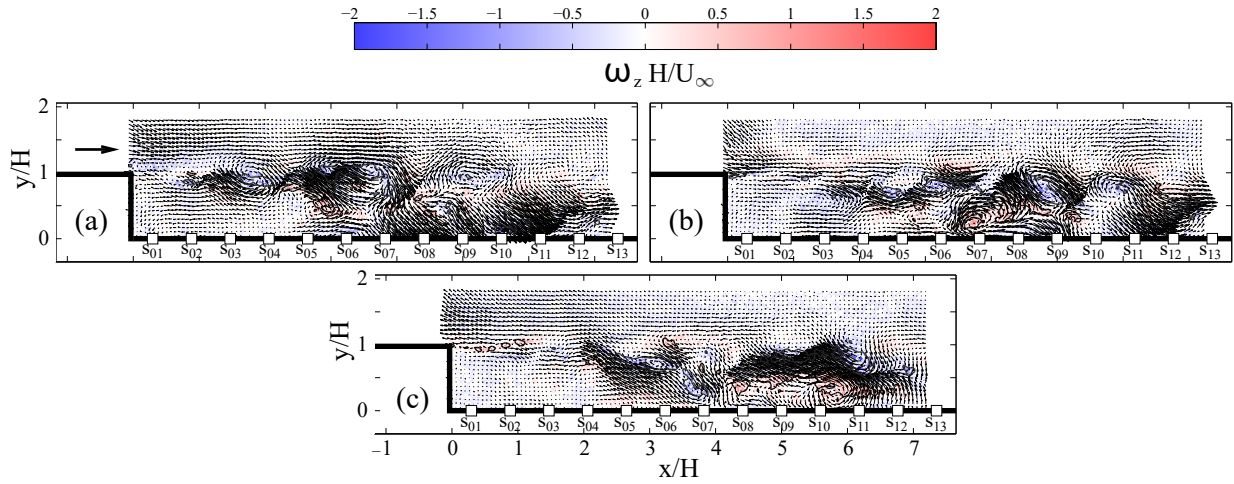 −2 −1.5 −1 −0.5 0 0.5 1 1.5 2
ω_z H/U_∞
2
y/H
1
(a)
0
s₀₁ s₀₂ s₀₃ s₀₄ s₀₅ s₀₆ s₀₇ s₀₈ s₀₉ s₁₀ s₁₁ s₁₂ s₁₃
2
y/H
1
(b)
0
s₀₁ s₀₂ s₀₃ s₀₄ s₀₅ s₀₆ s₀₇ s₀₈ s₀₉ s₁₀ s₁₁ s₁₂ s₁₃
2
y/H
1
(c)
0
s₀₁ s₀₂ s₀₃ s₀₄ s₀₅ s₀₆ s₀₇ s₀₈ s₀₉ s₁₀ s₁₁ s₁₂ s₁₃
−1 0 1 2 3 4 5 6 7
x/H